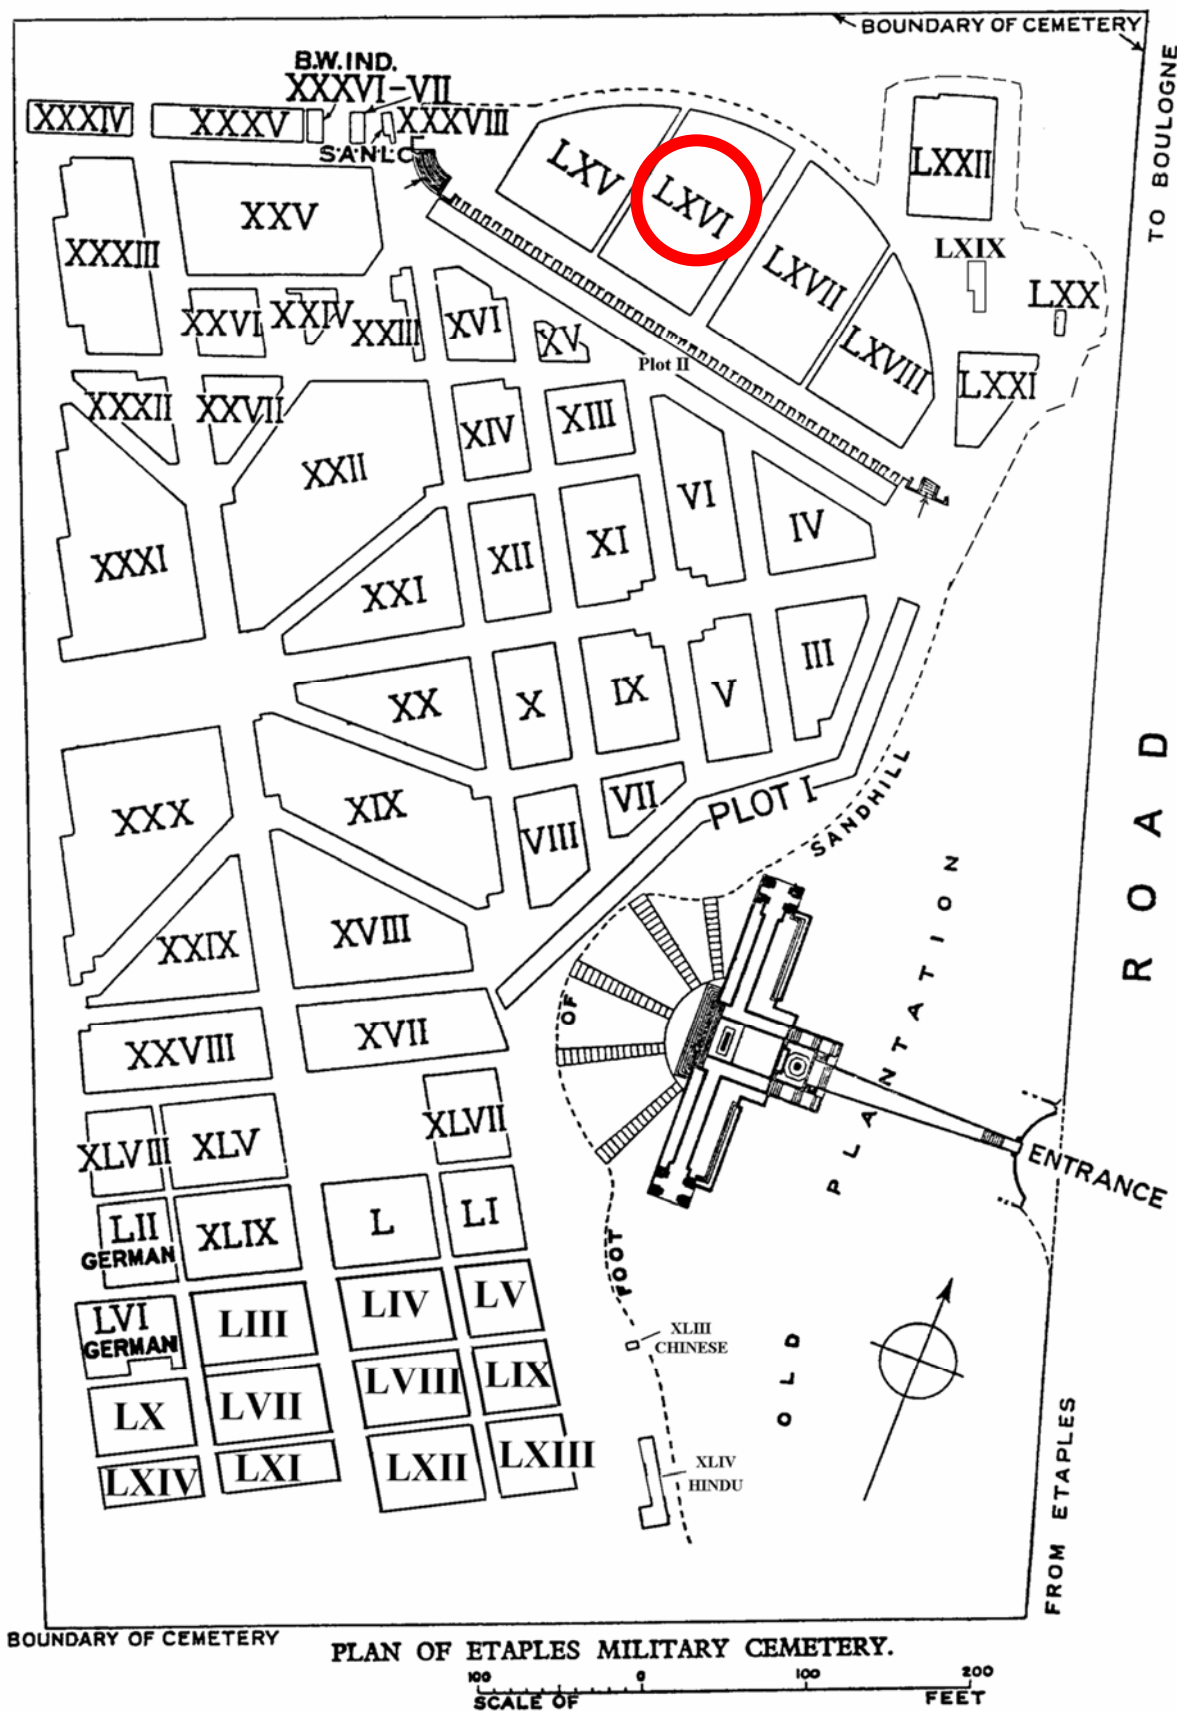 BOUNDARY OF CEMETERY
TO BOULOGNE
B.W.IND.
XXXVI-VII
XXXIV
XXXV
XXXVIII
S.A.N.L.C
LXV
LXVI
LXXII
XXV
XXXIII
LXVII
LXIX
LXX
XXVI
XXIV
XXIII
XVI
XV
Plot II
LXVIII
LXXI
XXXII
XXVII
XXII
XIV
XIII
VI
IV
XXXI
XII
XI
XXI
III
XX
X
IX
V
ROAD
XXX
XIX
VIII
VII
PLOT I
SANDHILL
XXIX
XVIII
OF
PLANTATION
XXVIII
XVII
XLVIII
XLV
XLVII
ENTRANCE
LII
GERMAN
XLIX
L
LI
FOOT
LVI
GERMAN
LIII
LIV
LV
XLIII
CHINESE
OLD
LX
LVII
LVIII
LIX
LXIV
LXI
LXII
LXIII
XLIV
HINDU
FROM ETAPLES
BOUNDARY OF CEMETERY
PLAN OF ETAPLES MILITARY CEMETERY.
100 0 100 200
SCALE OF FEET